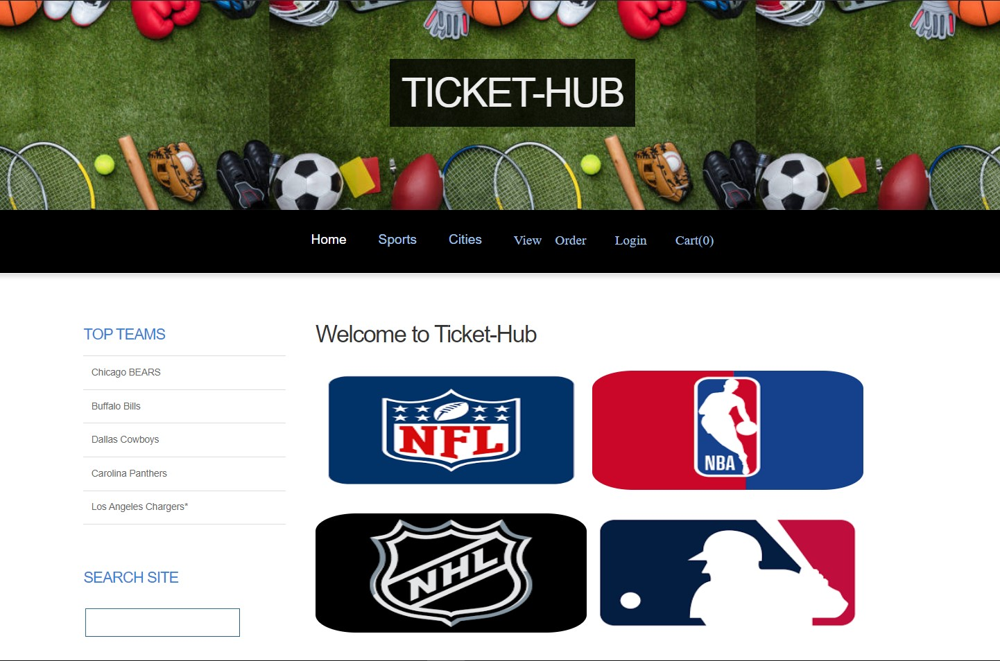 TICKET-HUB
Home Sports Cities View Order Login Cart(0)
TOP TEAMS
Chicago BEARS
Buffalo Bills
Dallas Cowboys
Carolina Panthers
Los Angeles Chargers*
SEARCH SITE
Welcome to Ticket-Hub
NFL
NBA
NHL